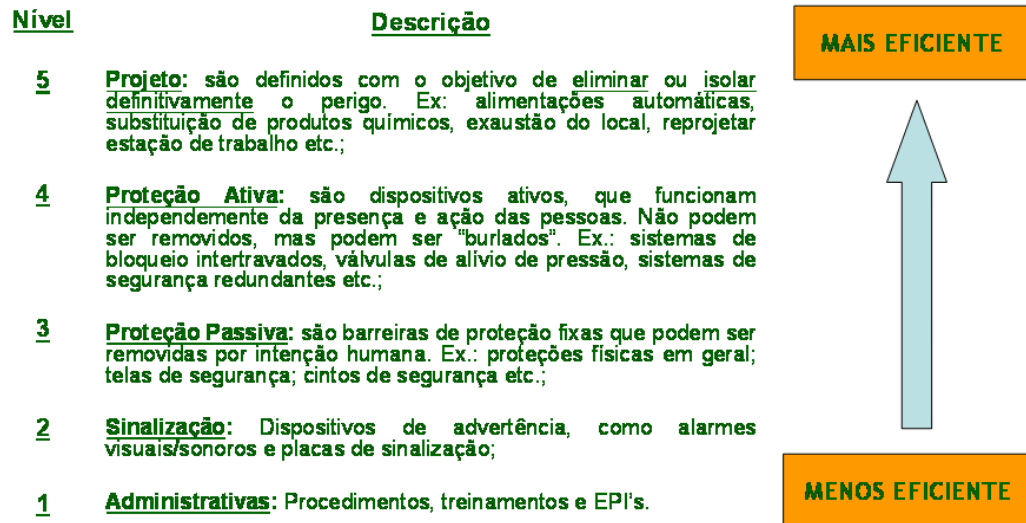 Nível Descrição
MAIS EFICIENTE
5 Projeto: são definidos com o objetivo de eliminar ou isolar
definitivamente o perigo. Ex: alimentações automáticas,
substituição de produtos químicos, exaustão do local, reprojetar
estação de trabalho etc.;
4 Proteção Ativa: são dispositivos ativos, que funcionam
independemente da presença e ação das pessoas. Não podem
ser removidos, mas podem ser "burlados". Ex.: sistemas de
bloqueio intertravados, válvulas de alívio de pressão, sistemas de
segurança redundantes etc.;
3 Proteção Passiva: são barreiras de proteção fixas que podem ser
removidas por intenção humana. Ex.: proteções físicas em geral;
telas de segurança; cintos de segurança etc.;
2 Sinalização: Dispositivos de advertência, como alarmes
visuais/sonoros e placas de sinalização;
1 Administrativas: Procedimentos, treinamentos e EPI's.
MENOS EFICIENTE